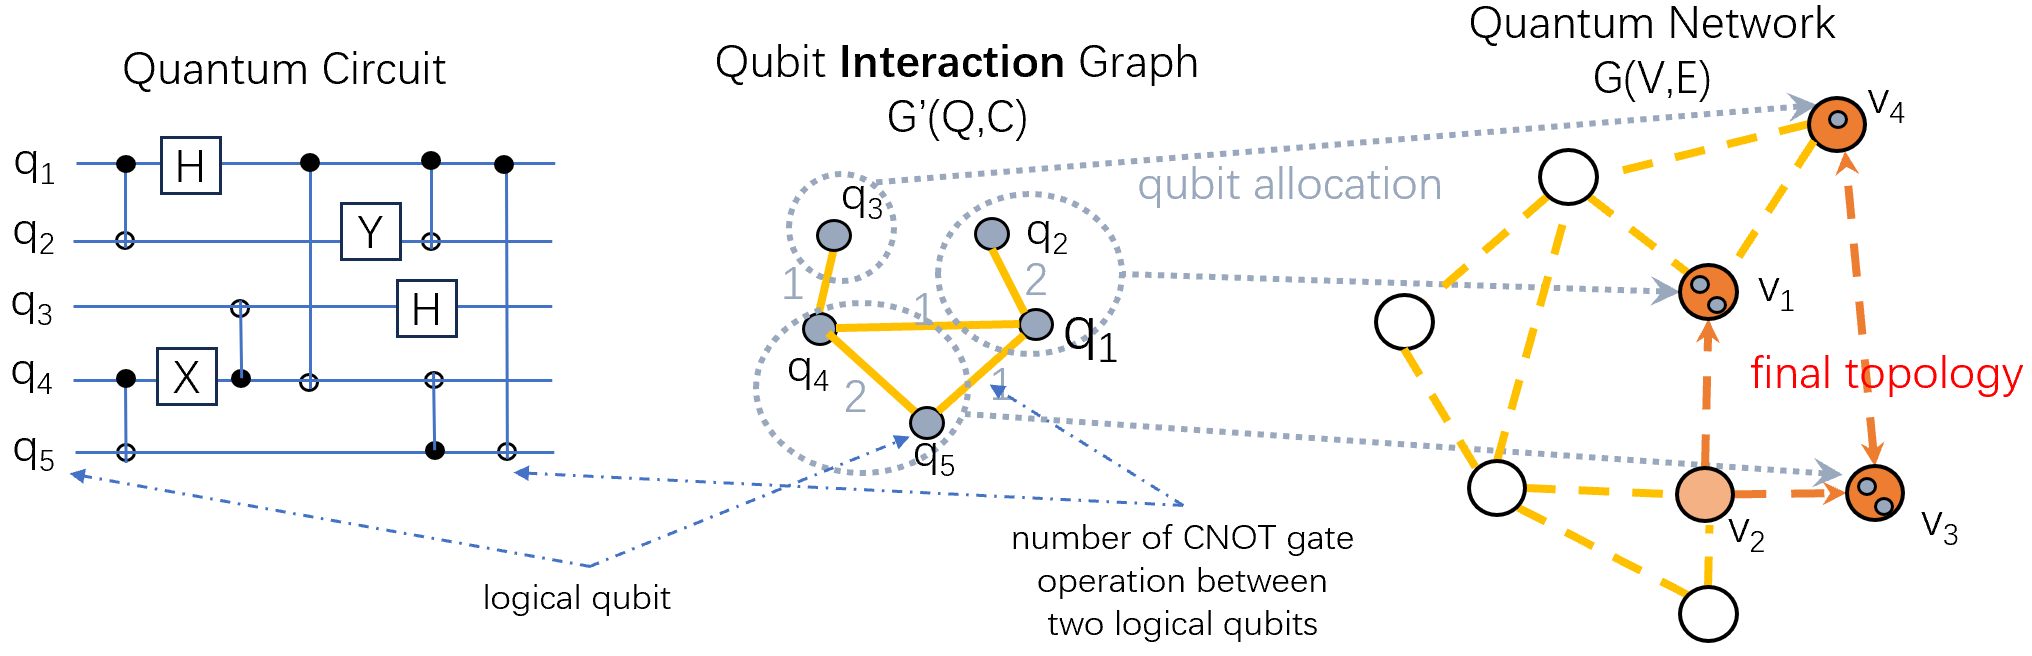 Quantum Circuit
q1
q2
q3
q4
q5
H
Y
H
X
logical qubit
Qubit Interaction Graph
G’(Q,C)
q3
q2
1
2
1
q4
q1
2
1
q5
number of CNOT gate
operation between
two logical qubits
qubit allocation
Quantum Network
G(V,E)
v4
v1
final topology
v2
v3